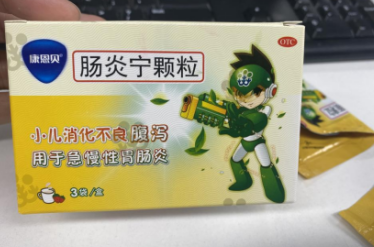 康恩贝
肠炎宁颗粒
OTC
小儿消化不良 腹泻
用于急慢性胃肠炎
3袋/盒